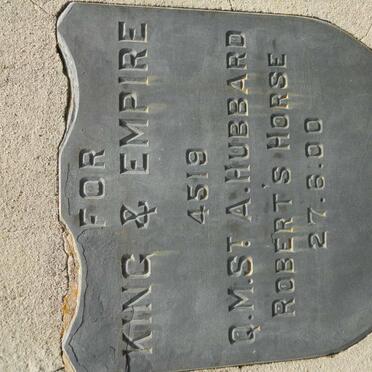 FOR
KING & EMPIRE
4519
Q.M.ST A.HUBBARD
ROBERT'S HORSE
27.6.00